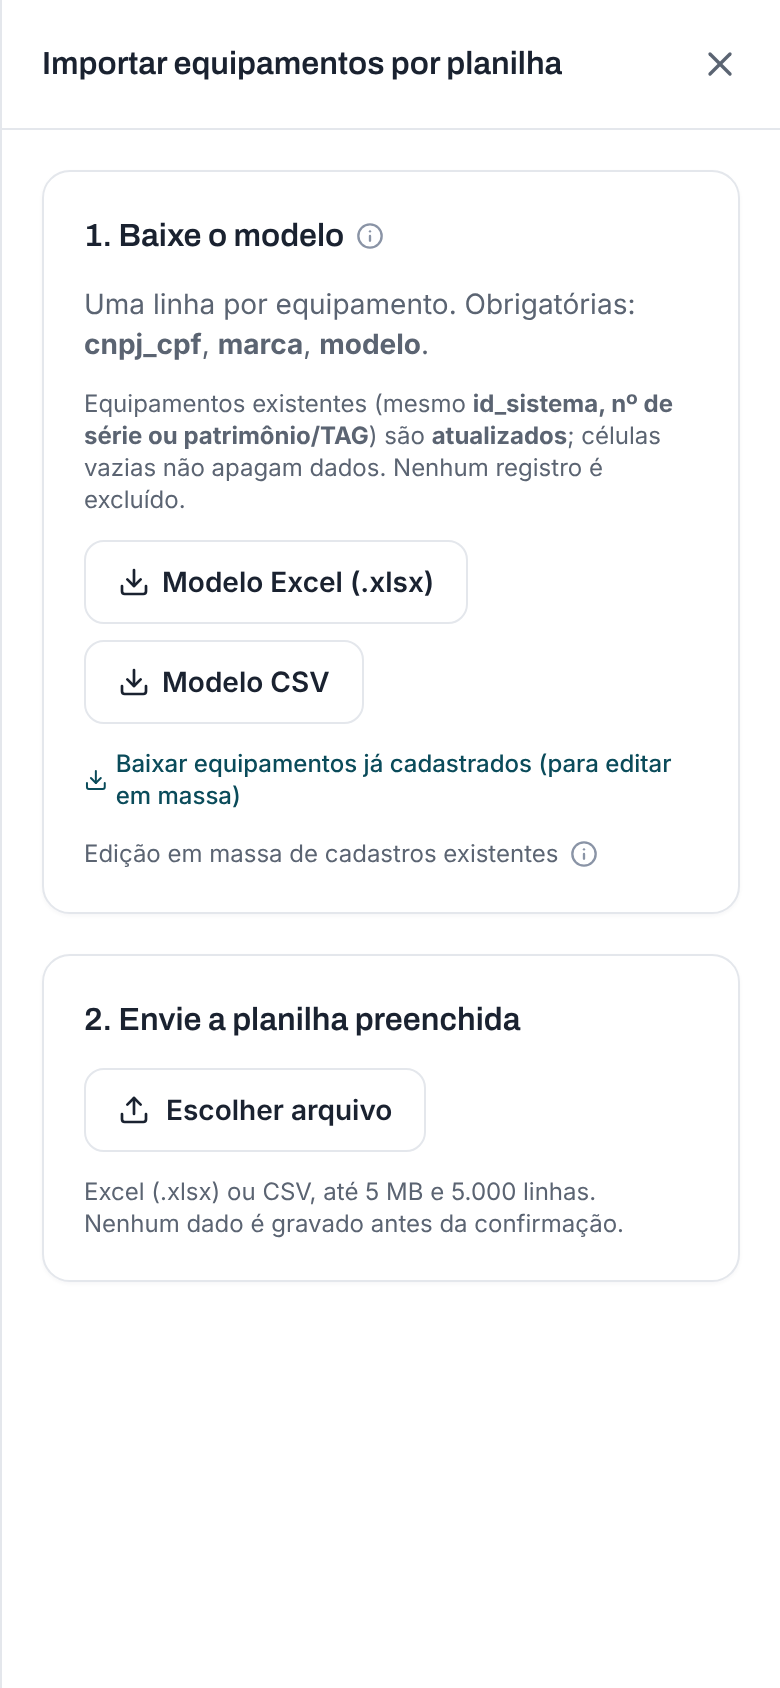 Importar equipamentos por planilha
1. Baixe o modelo
Uma linha por equipamento. Obrigatórias:
cnpj_cpf, marca, modelo.
Equipamentos existentes (mesmo id_sistema, nº de
série ou patrimônio/TAG) são atualizados; células
vazias não apagam dados. Nenhum registro é
excluído.
Modelo Excel (.xlsx)
Modelo CSV
Baixar equipamentos já cadastrados (para editar
em massa)
Edição em massa de cadastros existentes
2. Envie a planilha preenchida
Escolher arquivo
Excel (.xlsx) ou CSV, até 5 MB e 5.000 linhas.
Nenhum dado é gravado antes da confirmação.